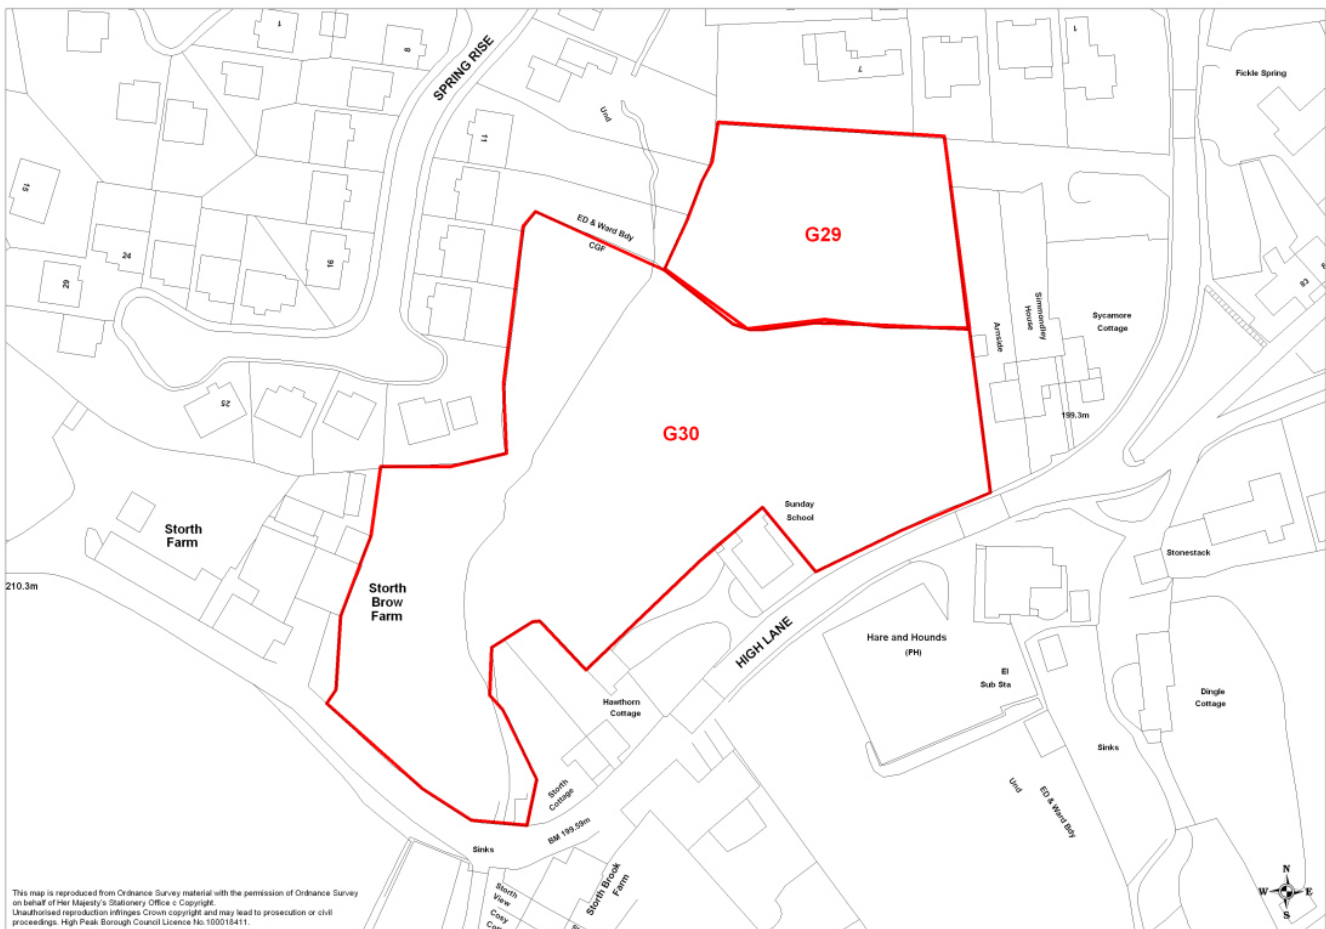 1
8
SPRING RISE
7
1
Fickle Spring
Und
11
15
ED & Ward Bdy
CGF
G29
24
16
29
83
Simmondley
House
Arnside
Sycamore
Cottage
25
199.3m
G30
Sunday
School
Storth
Farm
Stonestack
210.3m
Storth
Brow
Farm
HIGH LANE
Hare and Hounds
(PH)
El
Sub Sta
Hawthorn
Cottage
Dingle
Cottage
Sinks
Storth
Cottage
Und
ED & Ward Bdy
BM 199.59m
Sinks
Storth Brook
Farm
Storth
View
Cosy
N
W E
S
This map is reproduced from Ordnance Survey material with the permission of Ordnance Survey
on behalf of Her Majesty's Stationery Office c Copyright.
Unauthorised reproduction infringes Crown copyright and may lead to prosecution or civil
proceedings. High Peak Borough Council Licence No.100018411.